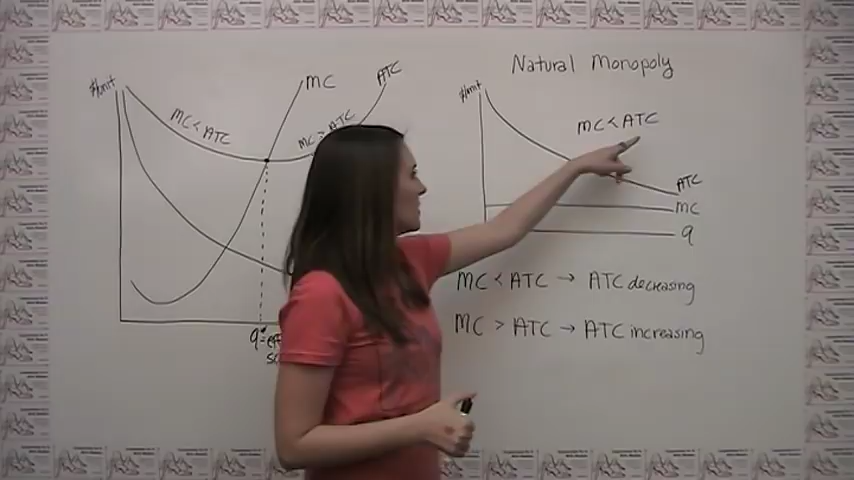 $/unit
MC < ATC
MC > ATC
MC
ATC
Natural Monopoly
$/unit
MC < ATC
ATC
MC
q
MC < ATC → ATC decreasing
MC > ATC → ATC increasing